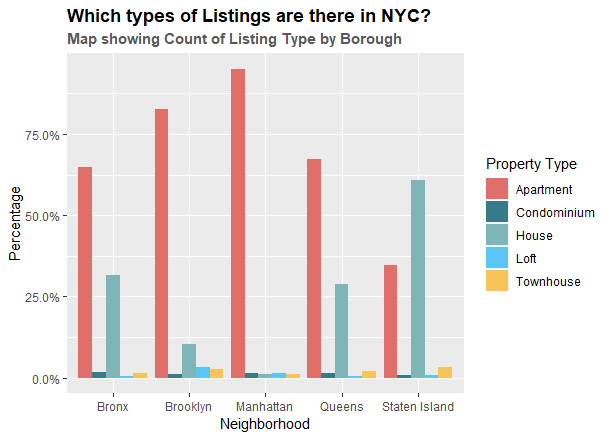 Which types of Listings are there in NYC?
Map showing Count of Listing Type by Borough
Percentage
75.0%
50.0%
25.0%
0.0%
Bronx
Brooklyn
Manhattan
Queens
Staten Island
Neighborhood
Property Type
Apartment
Condominium
House
Loft
Townhouse